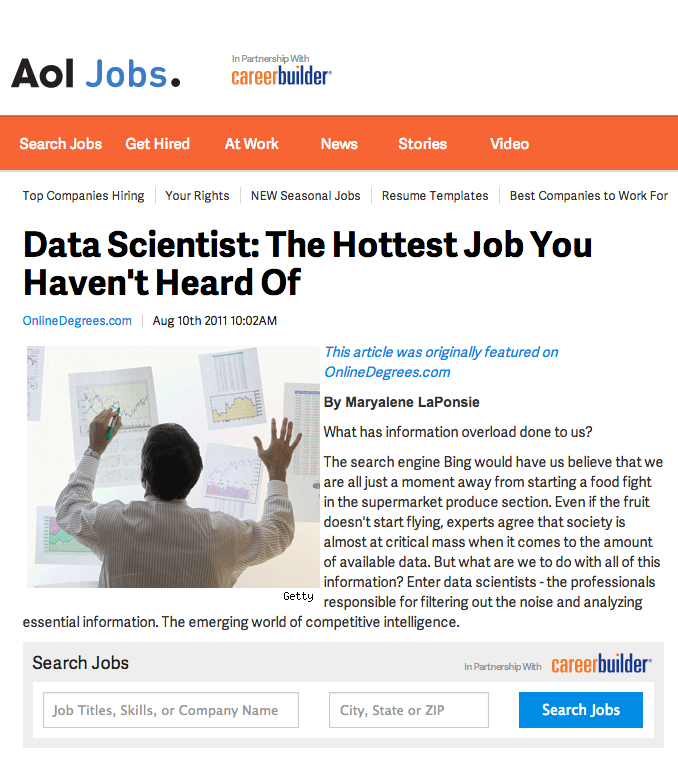 Aol Jobs.
In Partnership With
careerbuilder®
Search Jobs Get Hired At Work News Stories Video
Top Companies Hiring Your Rights NEW Seasonal Jobs Resume Templates Best Companies to Work For
Data Scientist: The Hottest Job You
Haven't Heard Of
OnlineDegrees.com Aug 10th 2011 10:02AM
This article was originally featured on
OnlineDegrees.com
By Maryalene LaPonsie
What has information overload done to us?
The search engine Bing would have us believe that we
are all just a moment away from starting a food fight
in the supermarket produce section. Even if the fruit
doesn't start flying, experts agree that society is
almost at critical mass when it comes to the amount
of available data. But what are we to do with all of this
information? Enter data scientists - the professionals
Getty
responsible for filtering out the noise and analyzing
essential information. The emerging world of competitive intelligence.
Search Jobs
In Partnership With careerbuilder®
Job Titles, Skills, or Company Name City, State or ZIP Search Jobs